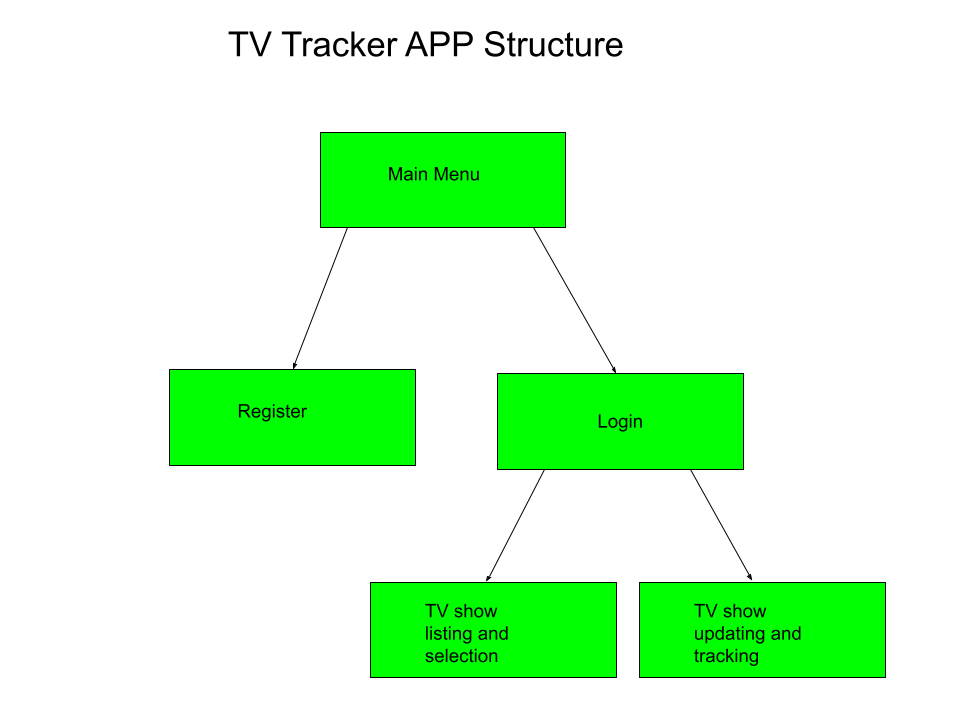 TV Tracker APP Structure
Main Menu
Register
Login
TV show
listing and
selection
TV show
updating and
tracking